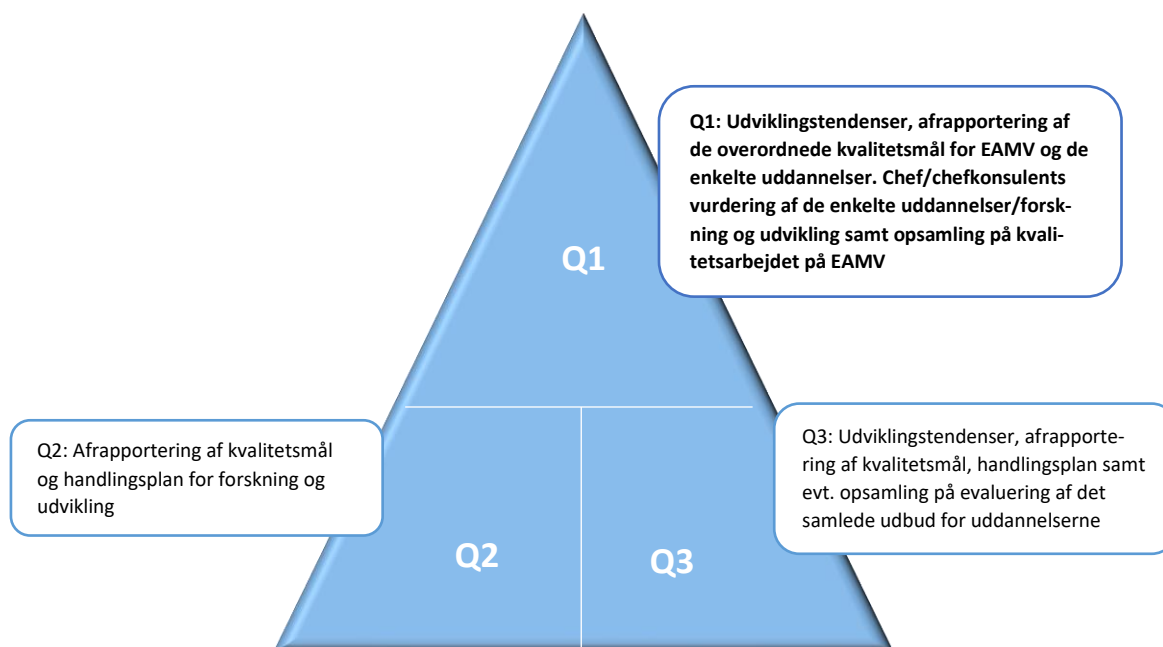 Q1: Udviklingstendenser, afrapportering af
de overordnede kvalitetsmål for EAMV og de
enkelte uddannelser. Chef/chefkonsulents
vurdering af de enkelte uddannelser/forsk-
ning og udvikling samt opsamling på kvali-
tetsarbejdet på EAMV
Q1
Q2: Afrapportering af kvalitetsmål
og handlingsplan for forskning og
udvikling
Q3: Udviklingstendenser, afrapporte-
ring af kvalitetsmål, handlingsplan samt
evt. opsamling på evaluering af det
samlede udbud for uddannelserne
Q2
Q3